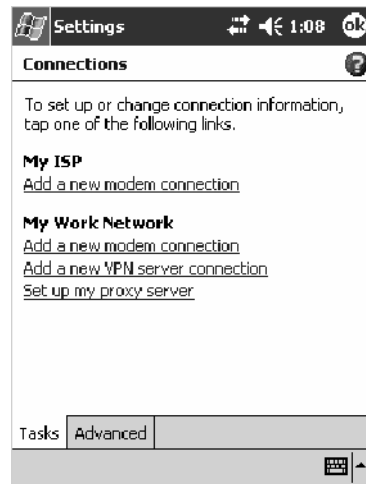 Settings 1:08 ok
Connections
To set up or change connection information,
tap one of the following links.
My ISP
Add a new modem connection
My Work Network
Add a new modem connection
Add a new VPN server connection
Set up my proxy server
Tasks Advanced